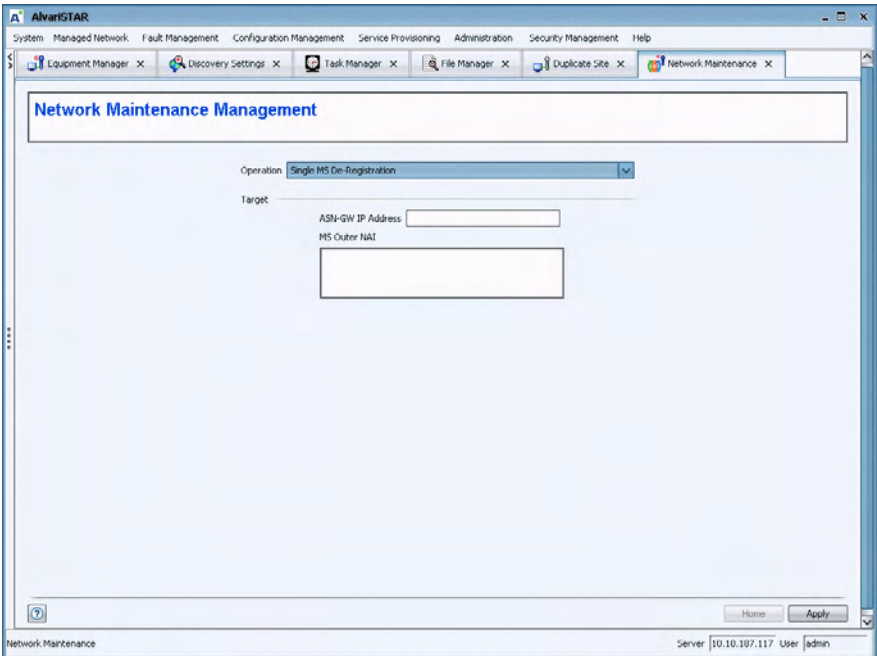 AlvariSTAR
System Managed Network Fault Management Configuration Management Service Provisioning Administration Security Management Help
Equipment Manager Discovery Settings Task Manager File Manager Duplicate Site Network Maintenance
Network Maintenance Management
Operation Single MS De-Registration
Target
ASN-GW IP Address
MS Outer NAI
Home Apply
Network Maintenance Server 10.10.187.117 User admin